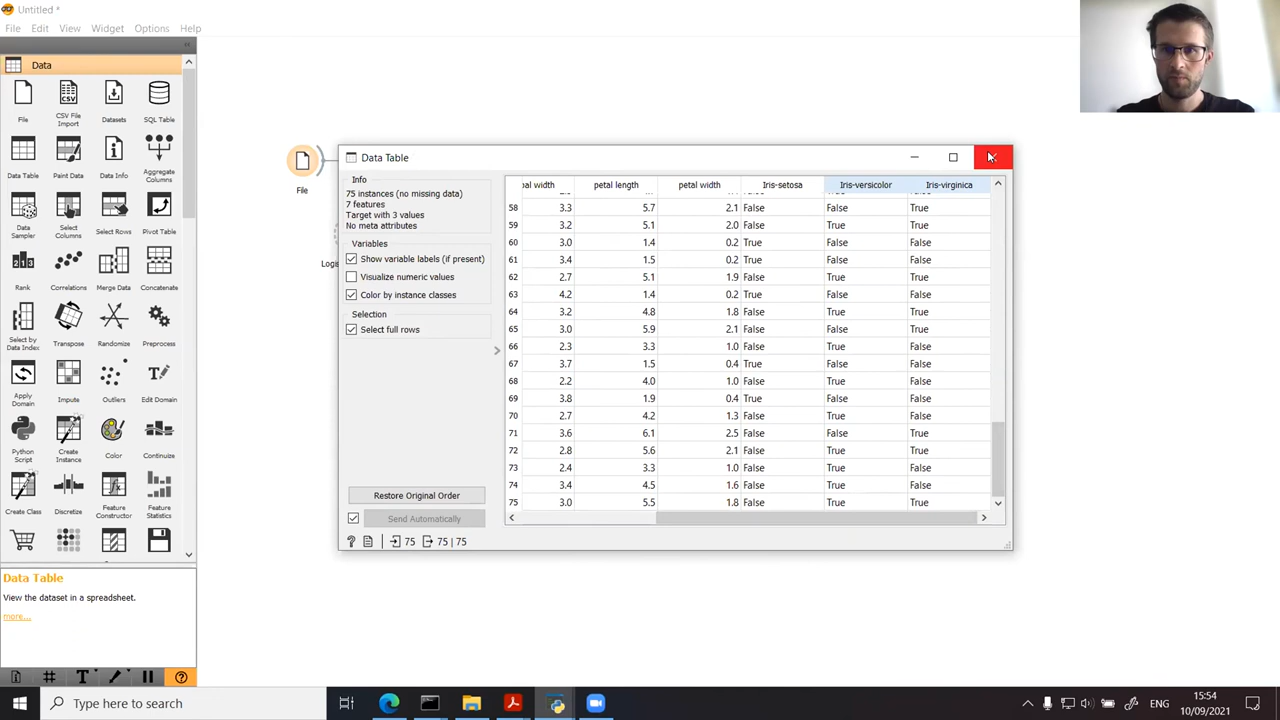 Untitled *
File Edit View Widget Options Help
Data
File CSV File Import Datasets SQL Table
Data Table Paint Data Data Info Aggregate Columns
Data Sampler Select Columns Select Rows Pivot Table
Rank Correlations Merge Data Concatenate
Select by Data Index Transpose Randomize Preprocess
Apply Domain Impute Outliers Edit Domain
Python Script Create Instance Color Continuize
Create Class Discretize Feature Constructor Feature Statistics
Data Table
View the dataset in a spreadsheet.
more...
File
Logis
Data Table
Info
75 instances (no missing data)
7 features
Target with 3 values
No meta attributes
Variables
Show variable labels (if present)
Visualize numeric values
Color by instance classes
Selection
Select full rows
Restore Original Order
Send Automatically
75 75 | 75
pal width petal length petal width Iris-setosa Iris-versicolor Iris-virginica
58 3.3 5.7 2.1 False False True
59 3.2 5.1 2.0 False True True
60 3.0 1.4 0.2 True False False
61 3.4 1.5 0.2 True False False
62 2.7 5.1 1.9 False True True
63 4.2 1.4 0.2 True False False
64 3.2 4.8 1.8 False True True
65 3.0 5.9 2.1 False False True
66 2.3 3.3 1.0 False True False
67 3.7 1.5 0.4 True False False
68 2.2 4.0 1.0 False True False
69 3.8 1.9 0.4 True False False
70 2.7 4.2 1.3 False True False
71 3.6 6.1 2.5 False False True
72 2.8 5.6 2.1 False True True
73 2.4 3.3 1.0 False True False
74 3.4 4.5 1.6 False True False
75 3.0 5.5 1.8 False True True
Type here to search
ENG
15:54
10/09/2021